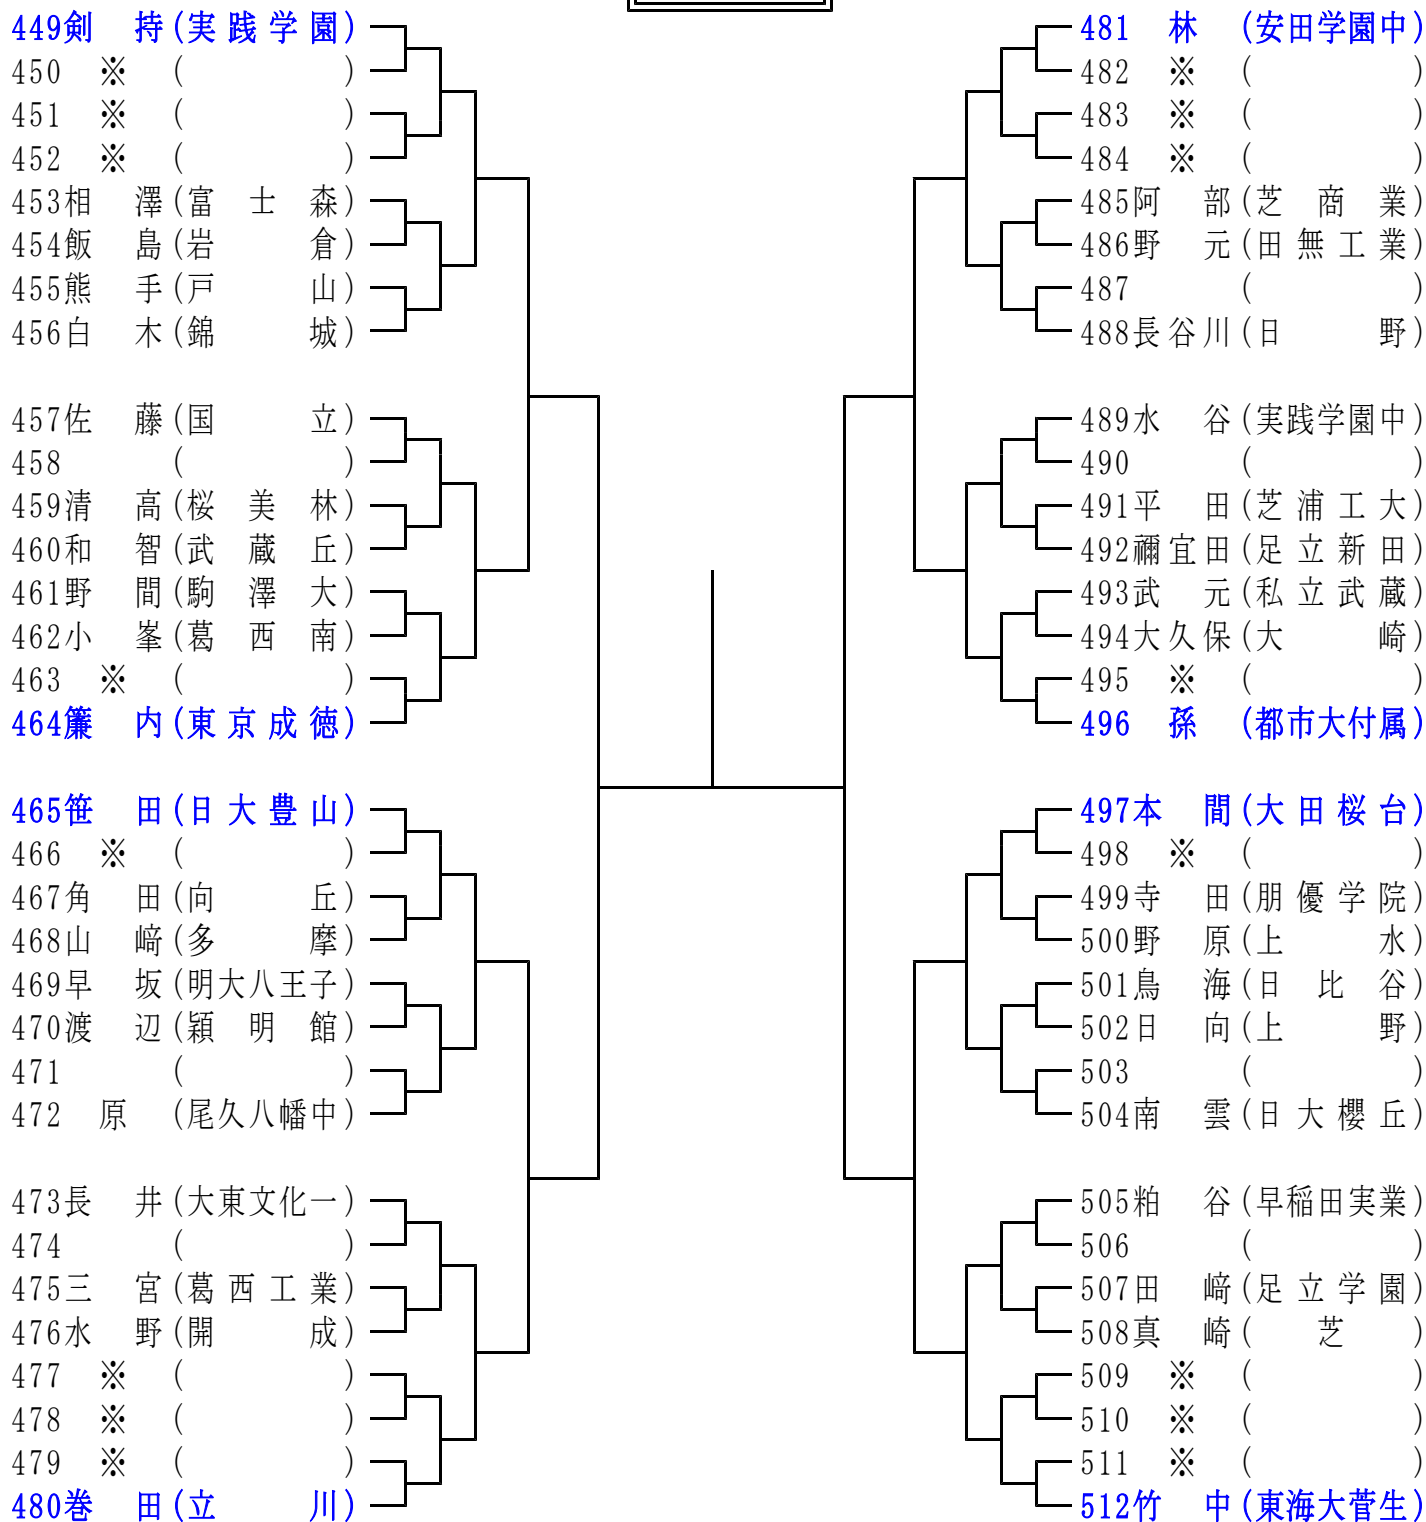 449剣 持(実践学園)
450 ※ ( )
451 ※ ( )
452 ※ ( )
453相 澤(富士森)
454飯 島(岩倉)
455熊 手(戸山)
456白 木(錦城)
457佐 藤(国立)
458 ( )
459清 高(桜美林)
460和 智(武蔵丘)
461野 間(駒澤大)
462小 峯(葛西南)
463 ※ ( )
464簾 内(東京成徳)
465笹 田(日大豊山)
466 ※ ( )
467角 田(向丘)
468山 﨑(多摩)
469早 坂(明大八王子)
470渡 辺(穎明館)
471 ( )
472 原 (尾久八幡中)
473長 井(大東文化一)
474 ( )
475三 宮(葛西工業)
476水 野(開成)
477 ※ ( )
478 ※ ( )
479 ※ ( )
480巻 田(立川)
481 林 (安田学園中)
482 ※ ( )
483 ※ ( )
484 ※ ( )
485阿 部(芝商業)
486野 元(田無工業)
487 ( )
488長谷川(日野)
489水 谷(実践学園中)
490 ( )
491平 田(芝浦工大)
492禰宜田(足立新田)
493武 元(私立武蔵)
494大久保(大崎)
495 ※ ( )
496 孫 (都市大付属)
497本 間(大田桜台)
498 ※ ( )
499寺 田(朋優学院)
500野 原(上水)
501鳥 海(日比谷)
502日 向(上野)
503 ( )
504南 雲(日大櫻丘)
505粕 谷(早稲田実業)
506 ( )
507田 﨑(足立学園)
508真 崎(芝)
509 ※ ( )
510 ※ ( )
511 ※ ( )
512竹 中(東海大菅生)